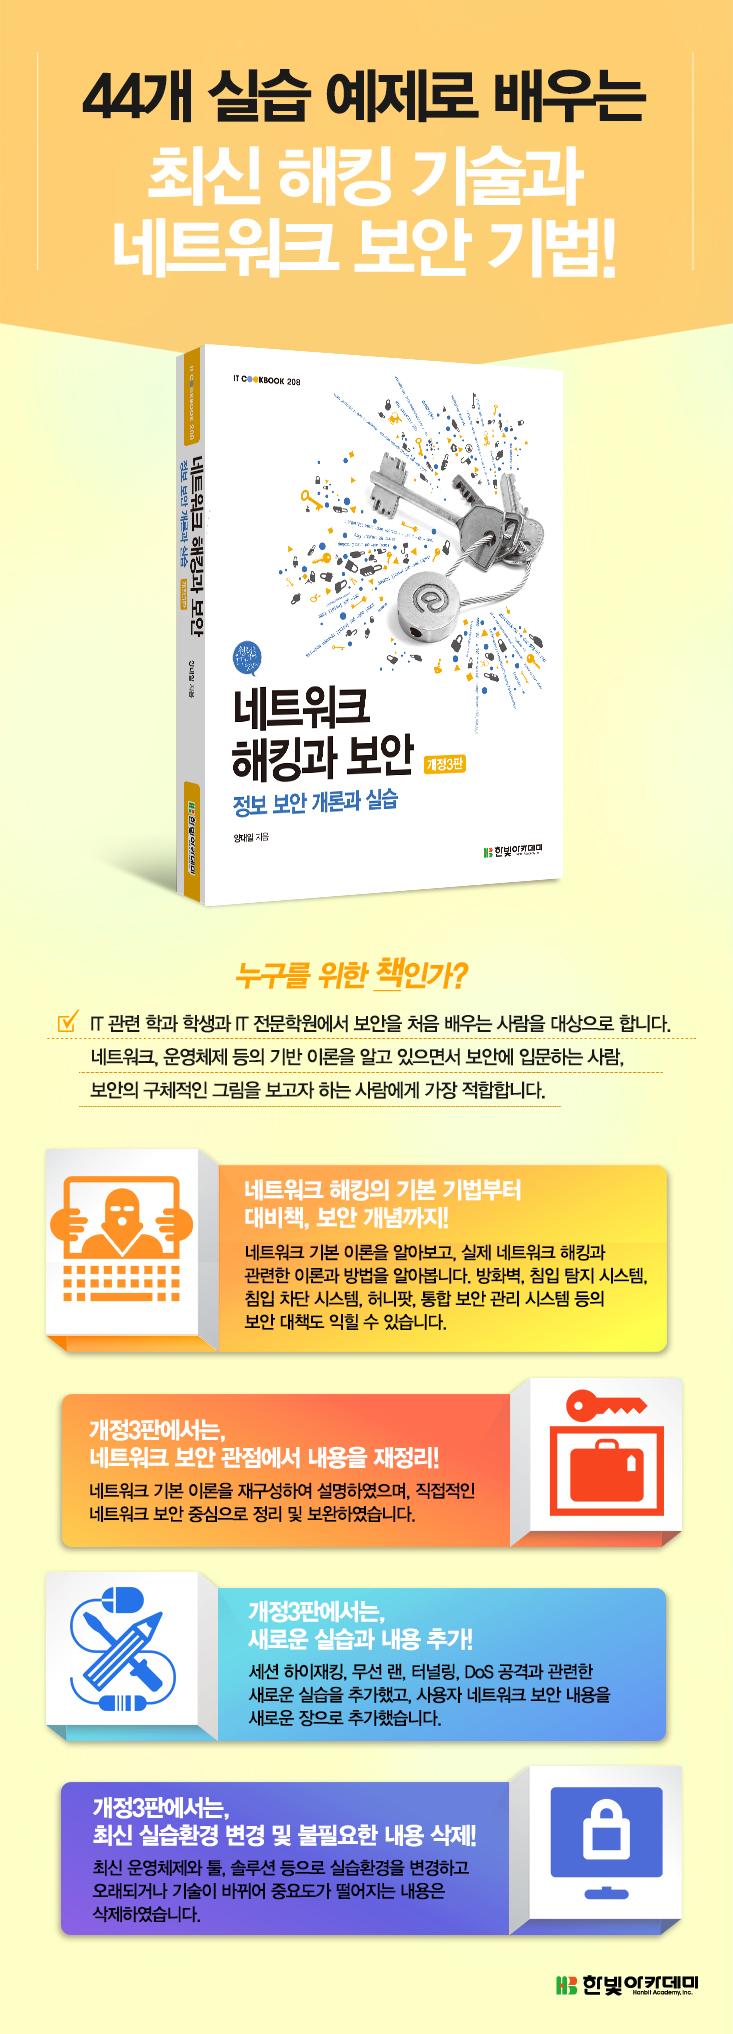 44개 실습 예제로 배우는
최신 해킹 기술과
네트워크 보안 기법!
IT COOKBOOK 208
네트워크 해킹과 보안
정보 보안 개론과 실습
개정3판
양대일 지음
한빛아카데미
IT COOKBOOK 208
네트워크
해킹과 보안 개정3판
정보 보안 개론과 실습
양대일 지음
한빛아카데미
누구를 위한 책인가?
IT 관련 학과 학생과 IT 전문학원에서 보안을 처음 배우는 사람을 대상으로 합니다.
네트워크, 운영체제 등의 기반 이론을 알고 있으면서 보안에 입문하는 사람,
보안의 구체적인 그림을 보고자 하는 사람에게 가장 적합합니다.
네트워크 해킹의 기본 기법부터
대비책, 보안 개념까지!
네트워크 기본 이론을 알아보고, 실제 네트워크 해킹과
관련한 이론과 방법을 알아봅니다. 방화벽, 침입 탐지 시스템,
침입 차단 시스템, 허니팟, 통합 보안 관리 시스템 등의
보안 대책도 익힐 수 있습니다.
개정3판에서는,
네트워크 보안 관점에서 내용을 재정리!
네트워크 기본 이론을 재구성하여 설명하였으며, 직접적인
네트워크 보안 중심으로 정리 및 보완하였습니다.
개정3판에서는,
새로운 실습과 내용 추가!
세션 하이재킹, 무선 랜, 터널링, DoS 공격과 관련한
새로운 실습을 추가했고, 사용자 네트워크 보안 내용을
새로운 장으로 추가했습니다.
개정3판에서는,
최신 실습환경 변경 및 불필요한 내용 삭제!
최신 운영체제와 툴, 솔루션 등으로 실습환경을 변경하고
오래되거나 기술이 바뀌어 중요도가 떨어지는 내용은
삭제하였습니다.
한빛아카데미
Hanbit Academy, Inc.